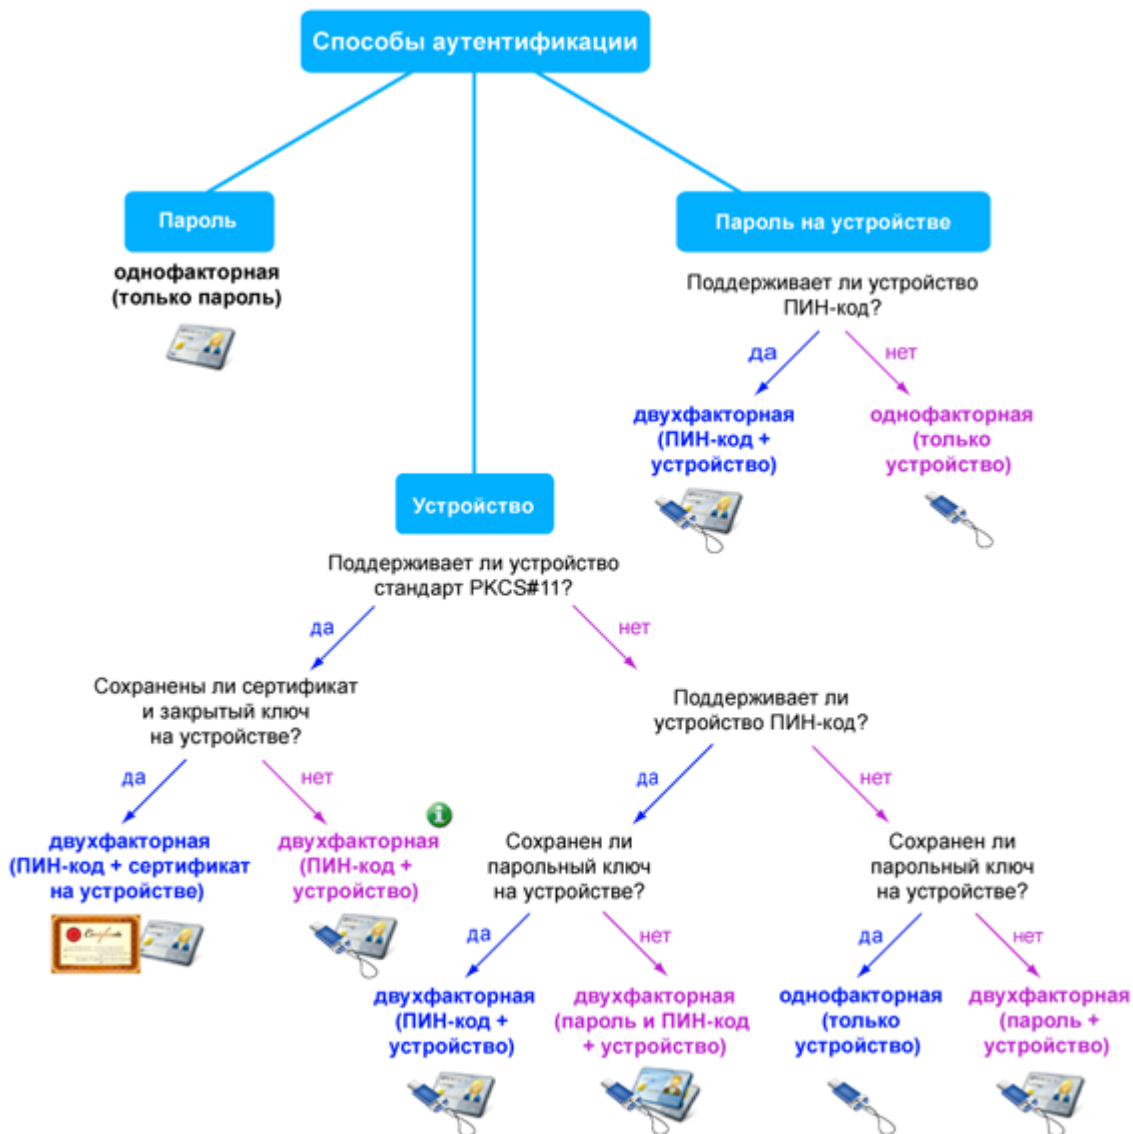 Способы аутентификации
Пароль
однофакторная
(только пароль)
Пароль на устройстве
Поддерживает ли устройство
ПИН-код?
да
нет
двухфакторная
(ПИН-код +
устройство)
однофакторная
(только
устройство)
Устройство
Поддерживает ли устройство
стандарт PKCS#11?
да
нет
Сохранены ли сертификат
и закрытый ключ
на устройстве?
да
нет
двухфакторная
(ПИН-код + сертификат
на устройстве)
двухфакторная
(ПИН-код +
устройство)
Поддерживает ли
устройство ПИН-код?
да
нет
Сохранен ли
парольный ключ
на устройстве?
да
нет
двухфакторная
(ПИН-код +
устройство)
двухфакторная
(пароль и ПИН-код
+ устройство)
Сохранен ли
парольный ключ
на устройстве?
да
нет
однофакторная
(только
устройство)
двухфакторная
(пароль +
устройство)